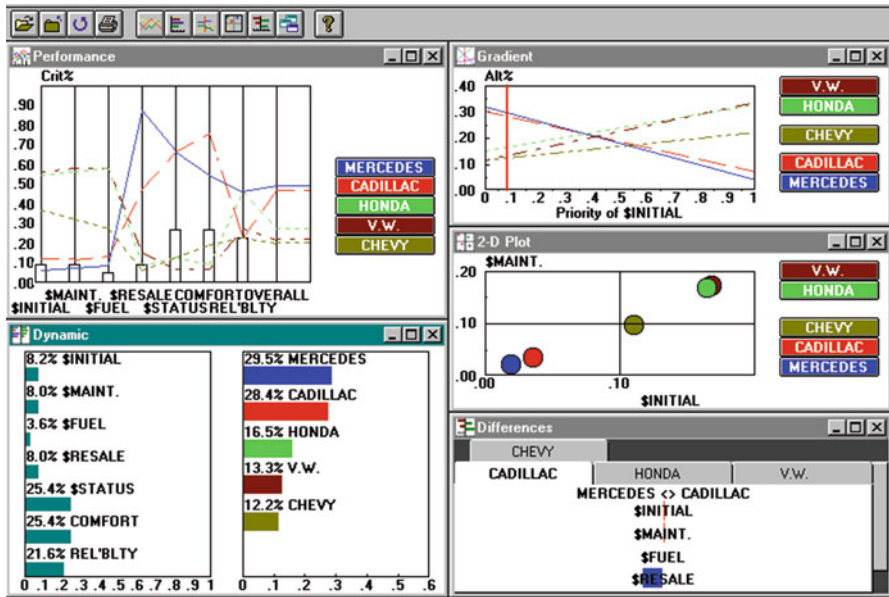 ?
Performance
Crit%
.90
.80
.70
.60
.50
.40
.30
.20
.10
.00
$MAINT. $RESALE COMFORT OVERALL
$INITIAL $FUEL $STATUS REL'BLTY
MERCEDES
CADILLAC
HONDA
V.W.
CHEVY
Gradient
Alt%
.40
.30
.20
.10
.00
0 .1 .2 .3 .4 .5 .6 .7 .8 .9 1
Priority of $INITIAL
V.W.
HONDA
CHEVY
CADILLAC
MERCEDES
2-D Plot
$MAINT.
.20
.10
.00
.00 .10
$INITIAL
V.W.
HONDA
CHEVY
CADILLAC
MERCEDES
Dynamic
8.2% $INITIAL
8.0% $MAINT.
3.6% $FUEL
8.0% $RESALE
25.4% $STATUS
25.4% COMFORT
21.6% REL'BLTY
0 .1 .2 .3 .4 .5 .6 .7 .8 .9 1
29.5% MERCEDES
28.4% CADILLAC
16.5% HONDA
13.3% V.W.
12.2% CHEVY
0 .1 .2 .3 .4 .5 .6
Differences
CHEVY
CADILLAC HONDA V.W.
MERCEDES <> CADILLAC
$INITIAL
$MAINT.
$FUEL
$RESALE